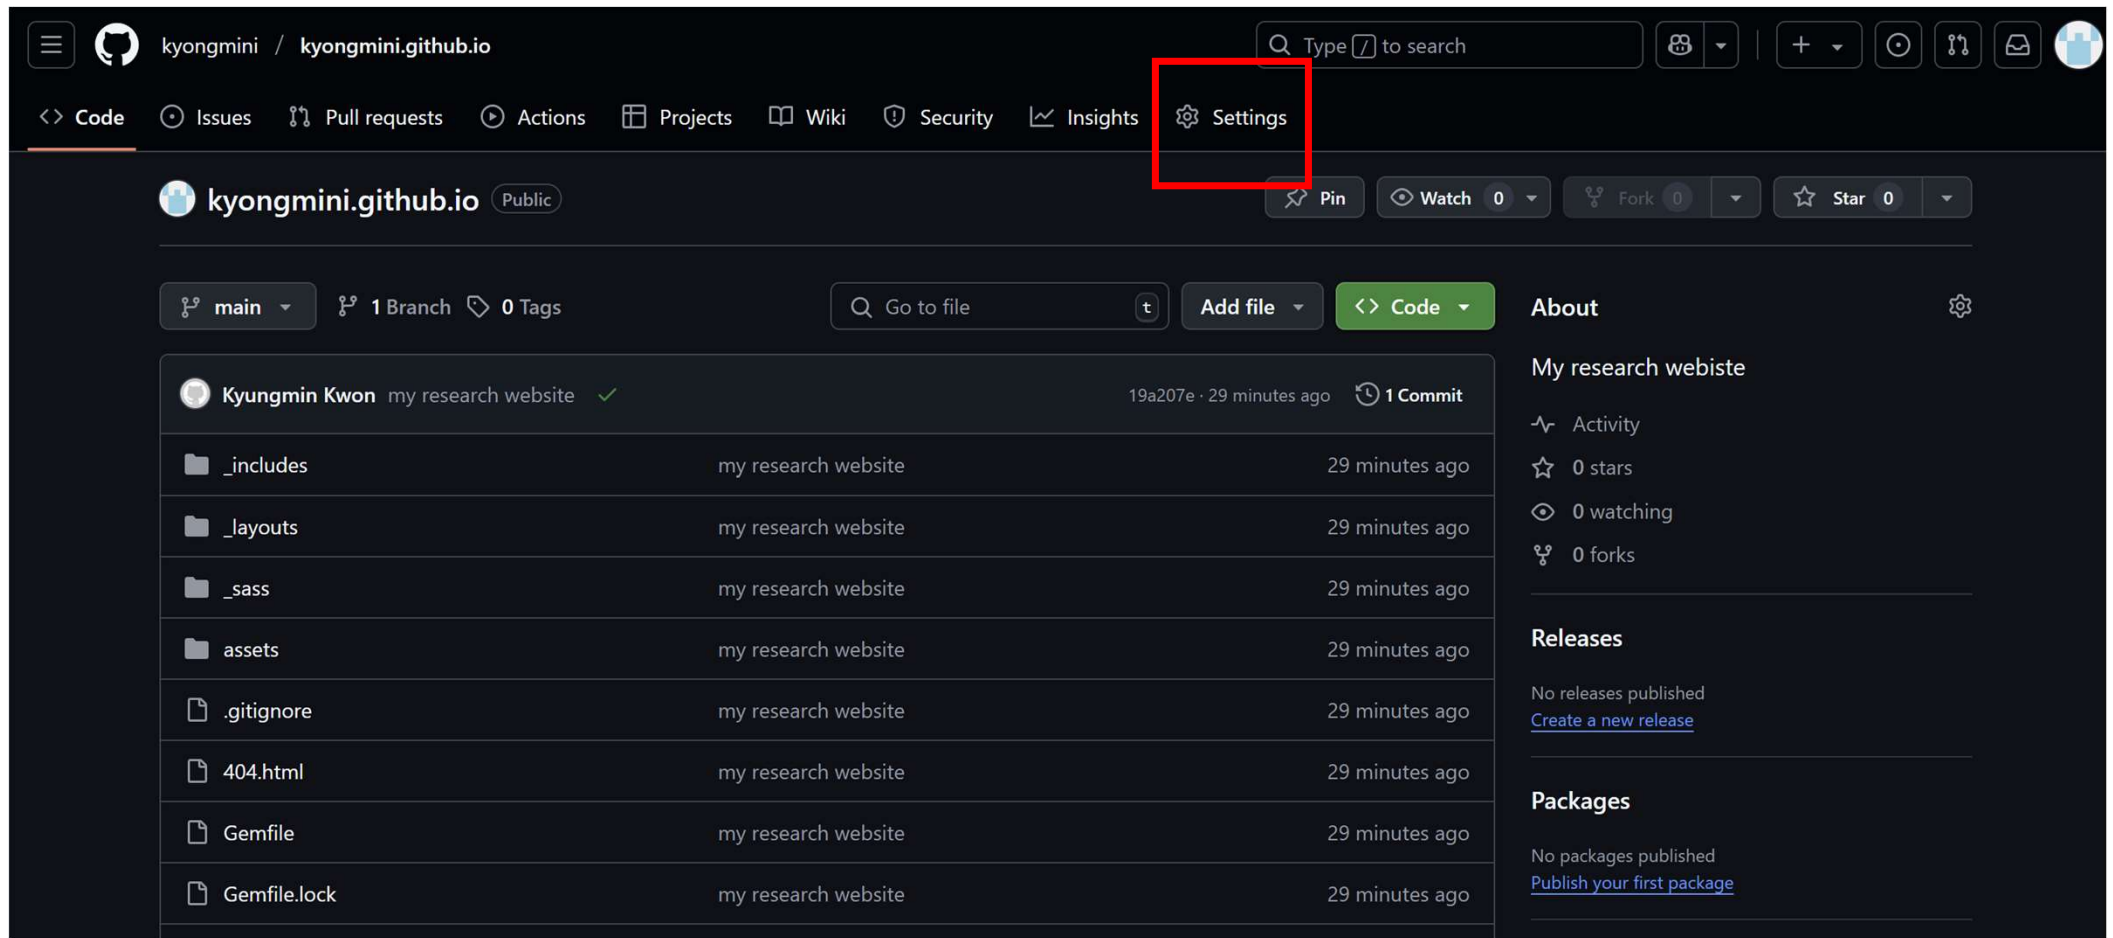 kyongmini / kyongmini.github.io
Type / to search
Code Issues Pull requests Actions Projects Wiki Security Insights Settings
kyongmini.github.io Public
Pin Watch 0 Fork 0 Star 0
main 1 Branch 0 Tags
Go to file t Add file Code
Kyungmin Kwon my research website 19a207e · 29 minutes ago 1 Commit
_includes my research website 29 minutes ago
_layouts my research website 29 minutes ago
_sass my research website 29 minutes ago
assets my research website 29 minutes ago
.gitignore my research website 29 minutes ago
404.html my research website 29 minutes ago
Gemfile my research website 29 minutes ago
Gemfile.lock my research website 29 minutes ago
About
My research webiste
Activity
0 stars
0 watching
0 forks
Releases
No releases published
Create a new release
Packages
No packages published
Publish your first package